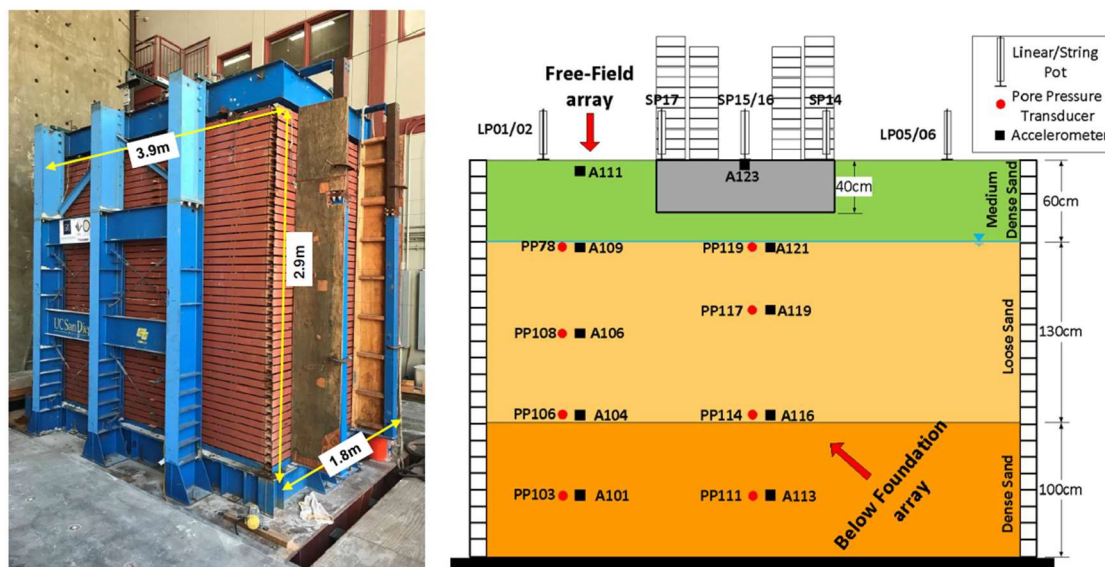 3.9m
2.9m
1.8m
UC San Die
Free-Field
array
SP17
SP15/16
SP14
LP01/02
LP05/06
Linear/String
Pot
Pore Pressure
Transducer
Accelerometer
A111
A123
40cm
Medium
Dense Sand
60cm
PP78
A109
PP119
A121
PP117
A119
PP108
A106
Loose Sand
130cm
PP106
A104
PP114
A116
PP103
A101
PP111
A113
Below Foundation
array
Dense Sand
100cm